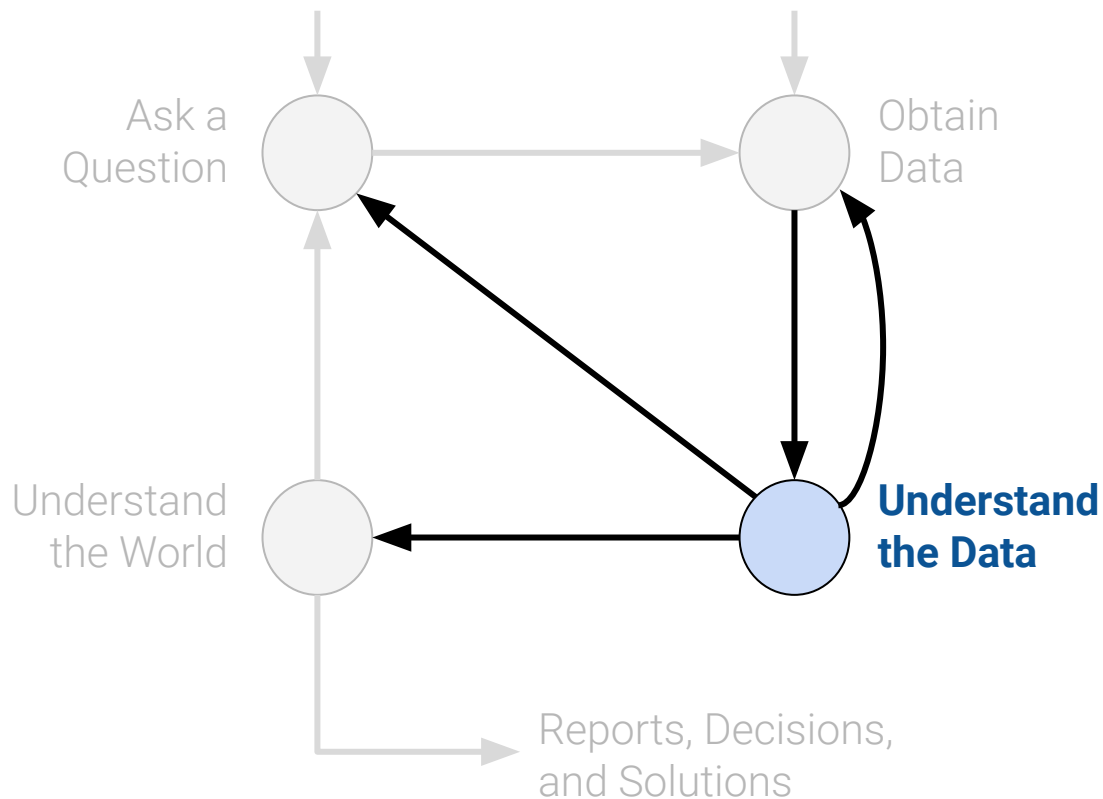 Ask a
Question
Obtain
Data
Understand
the World
Understand
the Data
Reports, Decisions,
and Solutions